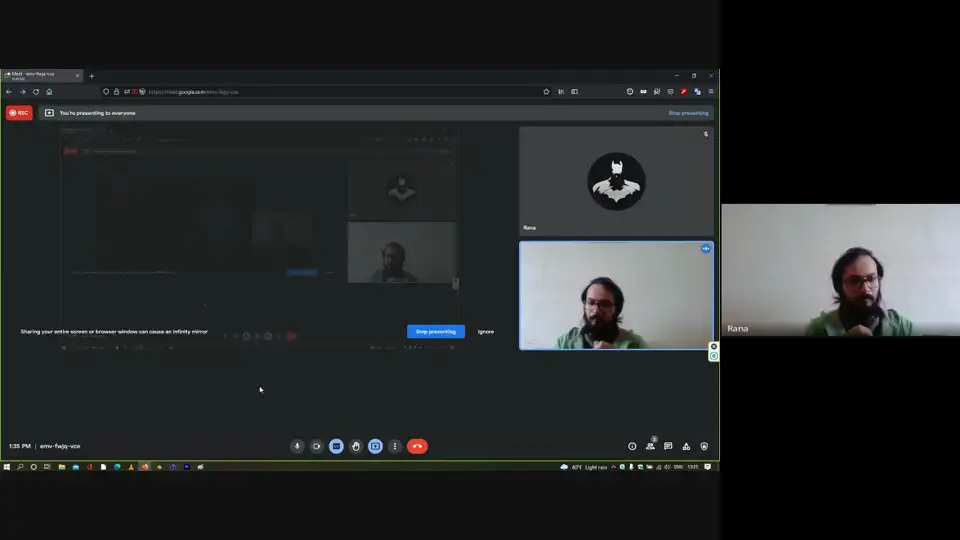 Meet - emv-fwjq-vce
https://meet.google.com/emv-fwjq-vce
REC
You're presenting to everyone
Stop presenting
Rana
Sharing your entire screen or browser window can cause an infinity mirror
Stop presenting
Ignore
Rana
1:35 PM | emv-fwjq-vce
2
40°F Light rain
ENG
13:35